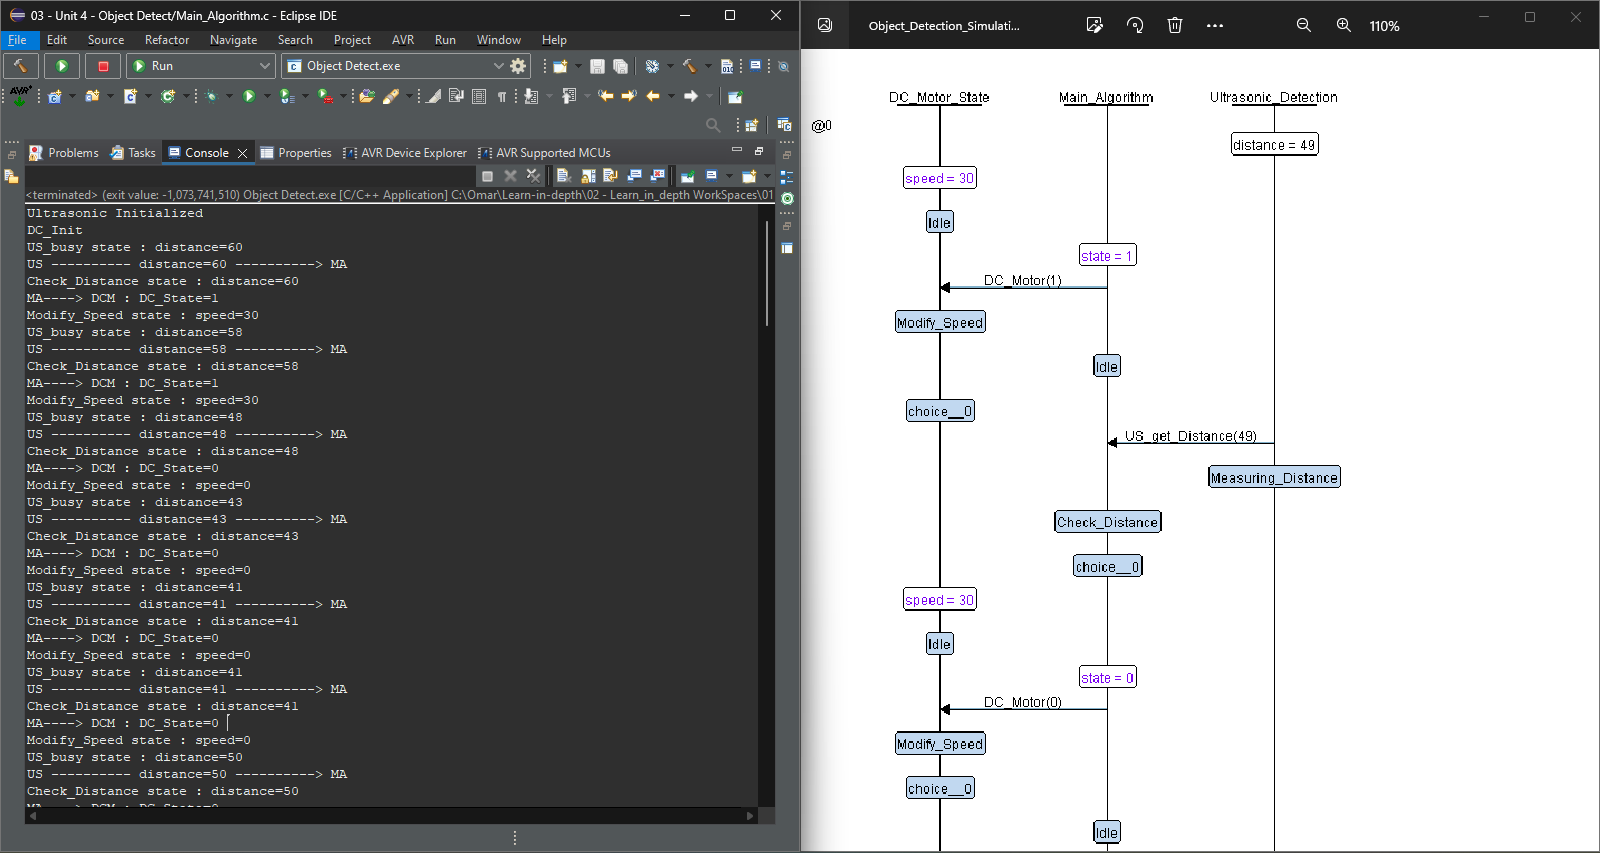 03 - Unit 4 - Object Detect/Main_Algorithm.c - Eclipse IDE
File Edit Source Refactor Navigate Search Project AVR Run Window Help
Run
Object Detect.exe
Problems Tasks Console Properties AVR Device Explorer AVR Supported MCUs
<terminated> (exit value: -1,073,741,510) Object Detect.exe [C/C++ Application] C:\Omar\Learn-in-depth\02 - Learn_in_depth WorkSpaces\01
Ultrasonic Initialized
DC_Init
US_busy state : distance=60
US ---------- distance=60 ----------> MA
Check_Distance state : distance=60
MA----> DCM : DC_State=1
Modify_Speed state : speed=30
US_busy state : distance=58
US ---------- distance=58 ----------> MA
Check_Distance state : distance=58
MA----> DCM : DC_State=1
Modify_Speed state : speed=30
US_busy state : distance=48
US ---------- distance=48 ----------> MA
Check_Distance state : distance=48
MA----> DCM : DC_State=0
Modify_Speed state : speed=0
US_busy state : distance=43
US ---------- distance=43 ----------> MA
Check_Distance state : distance=43
MA----> DCM : DC_State=0
Modify_Speed state : speed=0
US_busy state : distance=41
US ---------- distance=41 ----------> MA
Check_Distance state : distance=41
MA----> DCM : DC_State=0
Modify_Speed state : speed=0
US_busy state : distance=41
US ---------- distance=41 ----------> MA
Check_Distance state : distance=41
MA----> DCM : DC_State=0
Modify_Speed state : speed=0
US_busy state : distance=50
US ---------- distance=50 ----------> MA
Check_Distance state : distance=50
MA----> DCM : DC_State=0
Object_Detection_Simulati...
110%
DC_Motor_State Main_Algorithm Ultrasonic_Detection
@0
distance = 49
speed = 30
Idle
state = 1
DC_Motor(1)
Modify_Speed
Idle
choice__0
US_get_Distance(49)
Measuring_Distance
Check_Distance
choice__0
speed = 30
Idle
state = 0
DC_Motor(0)
Modify_Speed
choice__0
Idle